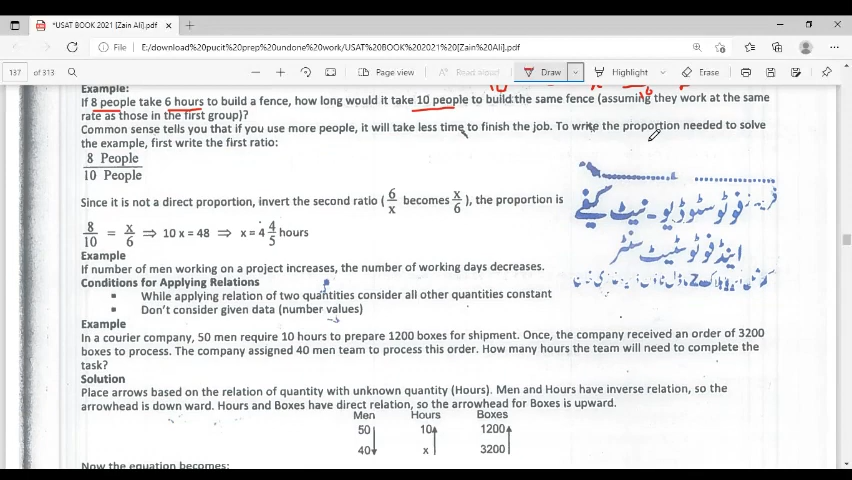 *USAT BOOK 2021 [Zain Ali].pdf
File
E:/download%20pucit%20prep%20undone%20work/USAT%20BOOK%202021%20[Zain%20Ali].pdf
137 of 313
Page view
Read aloud
Draw
Highlight
Erase
Example:
If 8 people take 6 hours to build a fence, how long would it take 10 people to build the same fence (assuming they work at the same
rate as those in the first group)?
Common sense tells you that if you use more people, it will take less time to finish the job. To write the proportion needed to solve
the example, first write the first ratio:
8 People
10 People
Since it is not a direct proportion, invert the second ratio (6/x becomes x/6), the proportion is
8/10 = x/6 ⇒ 10 x = 48 ⇒ x = 4 4/5 hours
فوٹو سٹوڈیو - نیٹ کیفے
اینڈ فوٹو سٹیٹ سنٹر
Example
If number of men working on a project increases, the number of working days decreases.
Conditions for Applying Relations
▪ While applying relation of two quantities consider all other quantities constant
▪ Don't consider given data (number values)
Example
In a courier company, 50 men require 10 hours to prepare 1200 boxes for shipment. Once, the company received an order of 3200
boxes to process. The company assigned 40 men team to process this order. How many hours the team will need to complete the
task?
Solution
Place arrows based on the relation of quantity with unknown quantity (Hours). Men and Hours have inverse relation, so the
arrowhead is down ward. Hours and Boxes have direct relation, so the arrowhead for Boxes is upward.
Men Hours Boxes
50 10 1200
40 x 3200
Now the equation becomes: